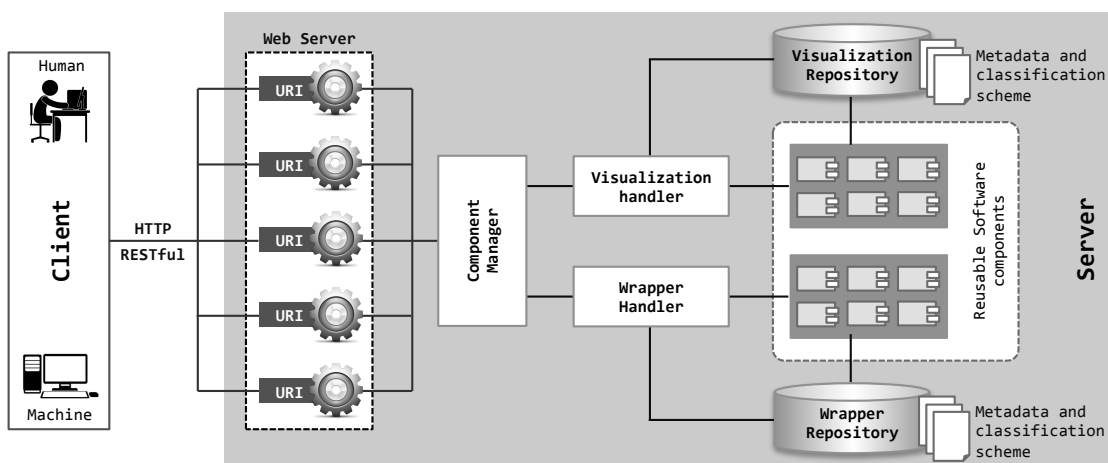 Human
Client
Machine
HTTP
RESTful
Web Server
URI
URI
URI
URI
URI
Component
Manager
Visualization
handler
Wrapper
Handler
Visualization
Repository
Metadata and
classification
scheme
Reusable Software
components
Wrapper
Repository
Metadata and
classification
scheme
Server